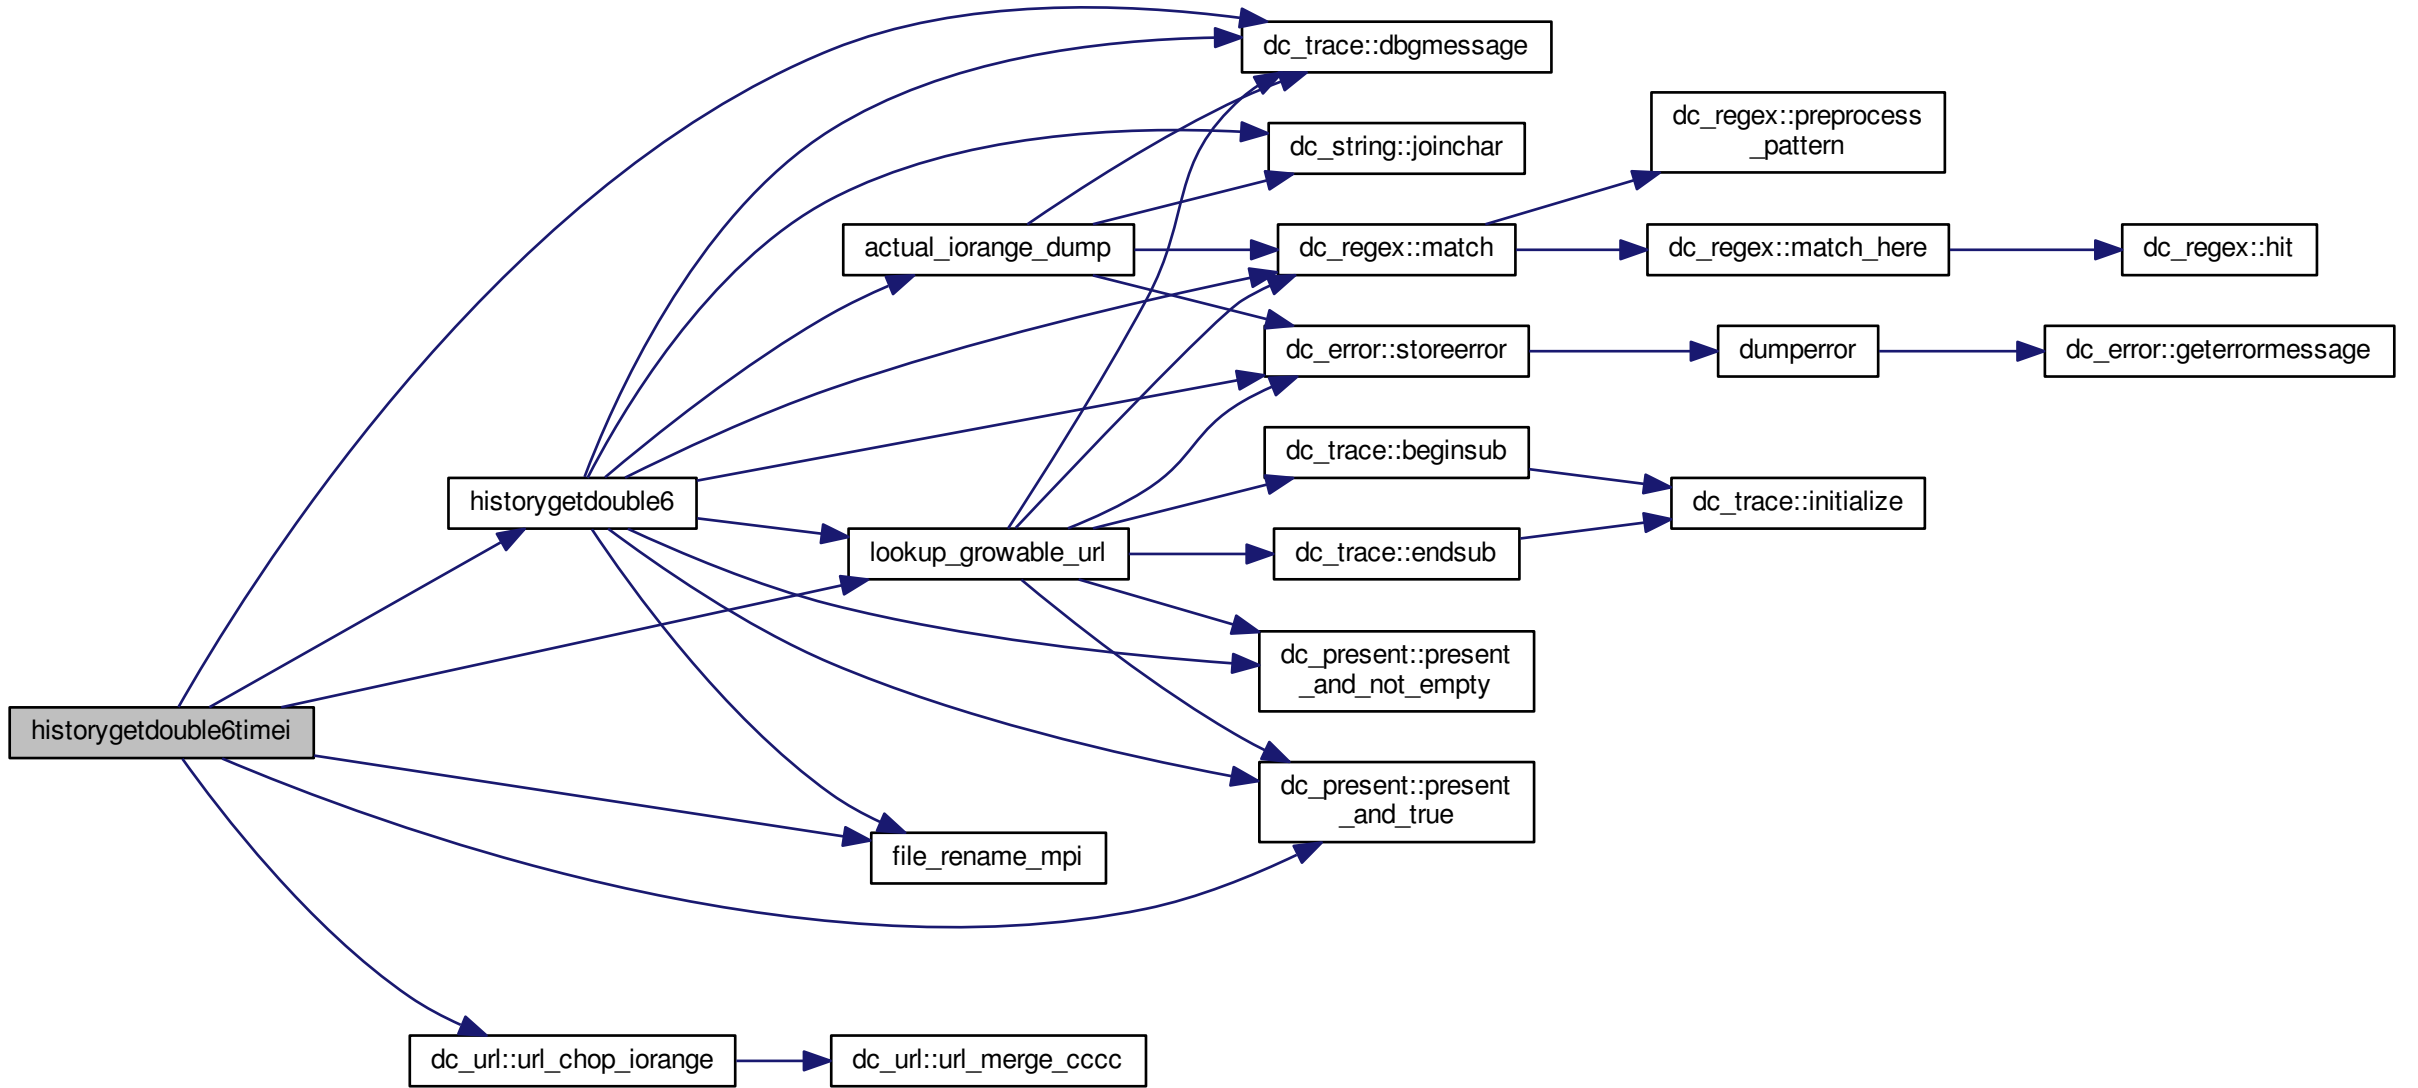 dc_trace::dbgmessage
dc_regex::preprocess
_pattern
dc_string::joinchar
actual_iorange_dump
dc_regex::match
dc_regex::match_here
dc_regex::hit
dc_error::storeerror
dumperror
dc_error::geterrormessage
dc_trace::beginsub
historygetdouble6
dc_trace::initialize
lookup_growable_url
dc_trace::endsub
dc_present::present
_and_not_empty
historygetdouble6timei
dc_present::present
_and_true
file_rename_mpi
dc_url::url_chop_iorange
dc_url::url_merge_cccc